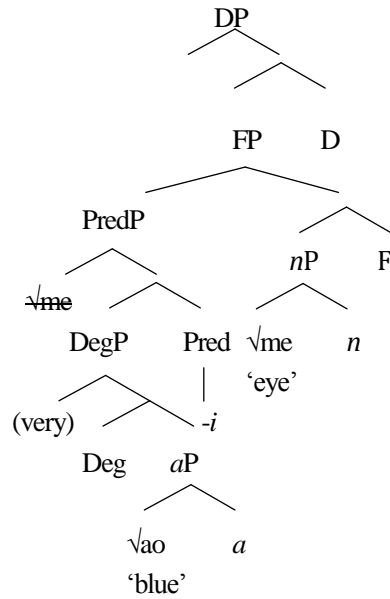 DP
FP D
PredP
nP F
√me
DegP Pred √me n
‘eye’
(very) -i
Deg aP
√ao a
‘blue’